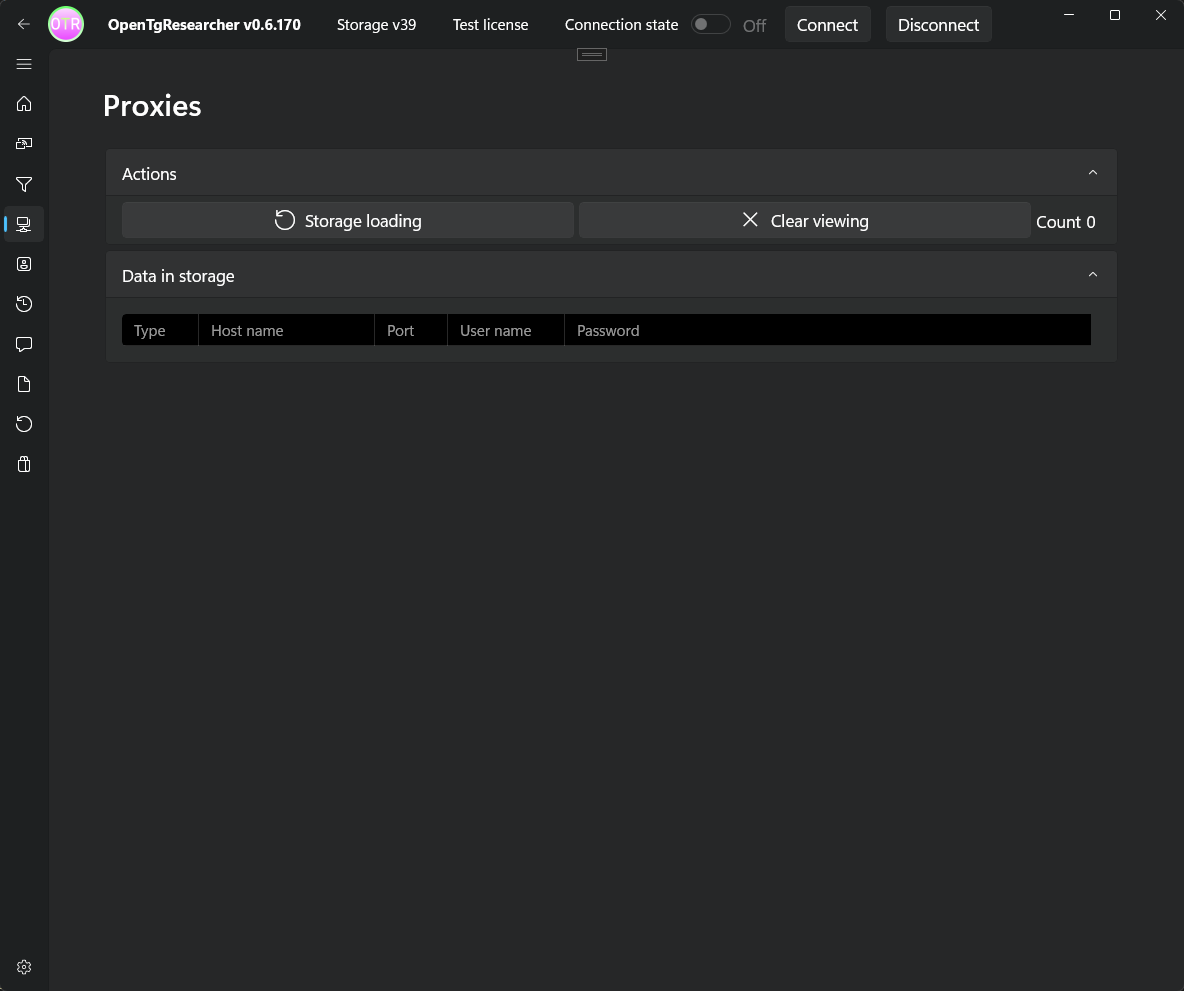 OTR OpenTgResearcher v0.6.170 Storage v39 Test license Connection state Off Connect Disconnect
Proxies
Actions
Storage loading Clear viewing Count 0
Data in storage
Type Host name Port User name Password